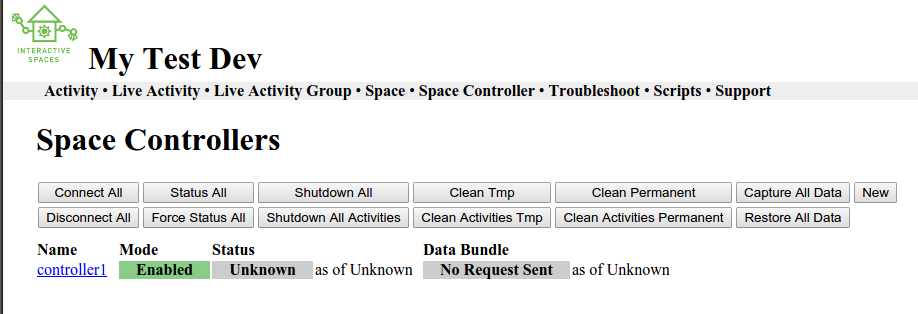 INTERACTIVE
SPACES
My Test Dev
Activity • Live Activity • Live Activity Group • Space • Space Controller • Troubleshoot • Scripts • Support
Space Controllers
Connect All Status All Shutdown All Clean Tmp Clean Permanent Capture All Data New
Disconnect All Force Status All Shutdown All Activities Clean Activities Tmp Clean Activities Permanent Restore All Data
Name Mode Status Data Bundle
controller1 Enabled Unknown as of Unknown No Request Sent as of Unknown